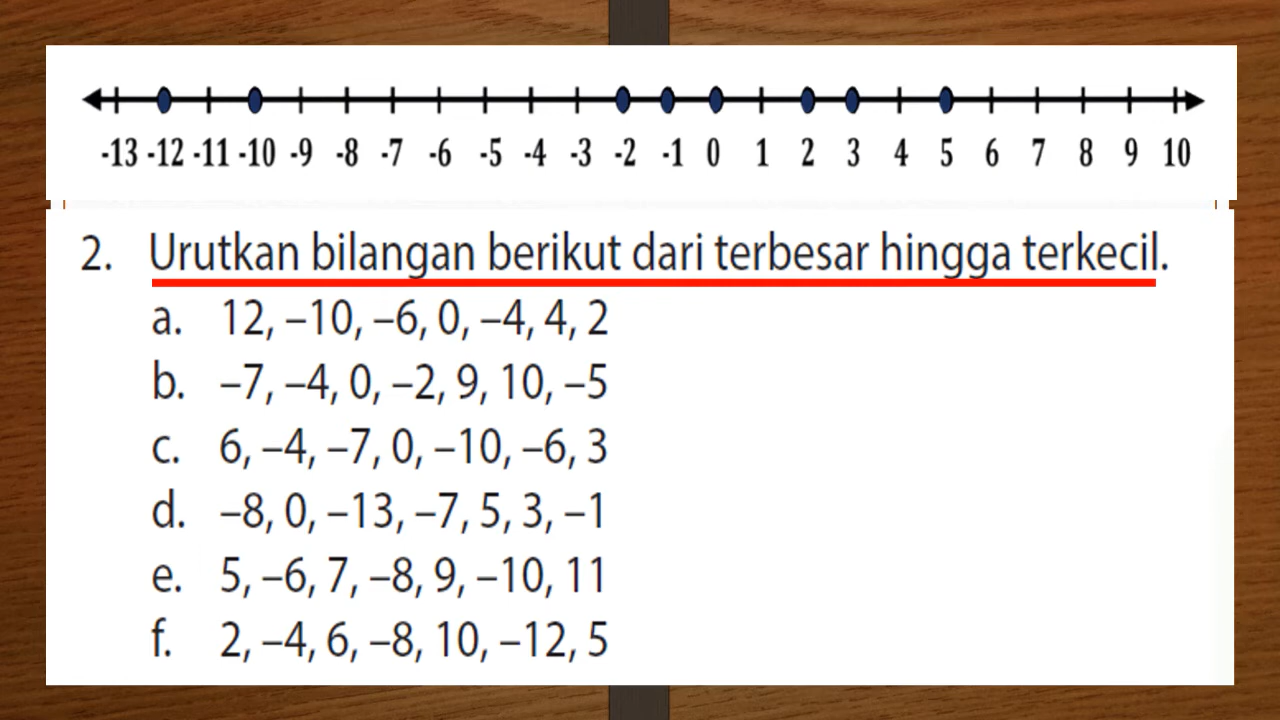 -13 -12 -11 -10 -9 -8 -7 -6 -5 -4 -3 -2 -1 0 1 2 3 4 5 6 7 8 9 10
2. Urutkan bilangan berikut dari terbesar hingga terkecil.
a. 12, –10, –6, 0, –4, 4, 2
b. –7, –4, 0, –2, 9, 10, –5
c. 6, –4, –7, 0, –10, –6, 3
d. –8, 0, –13, –7, 5, 3, –1
e. 5, –6, 7, –8, 9, –10, 11
f. 2, –4, 6, –8, 10, –12, 5